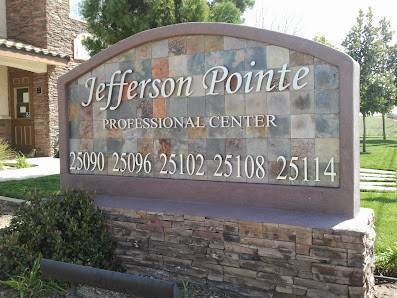 Jefferson Pointe
PROFESSIONAL CENTER
25090 25096 25102 25108 25114